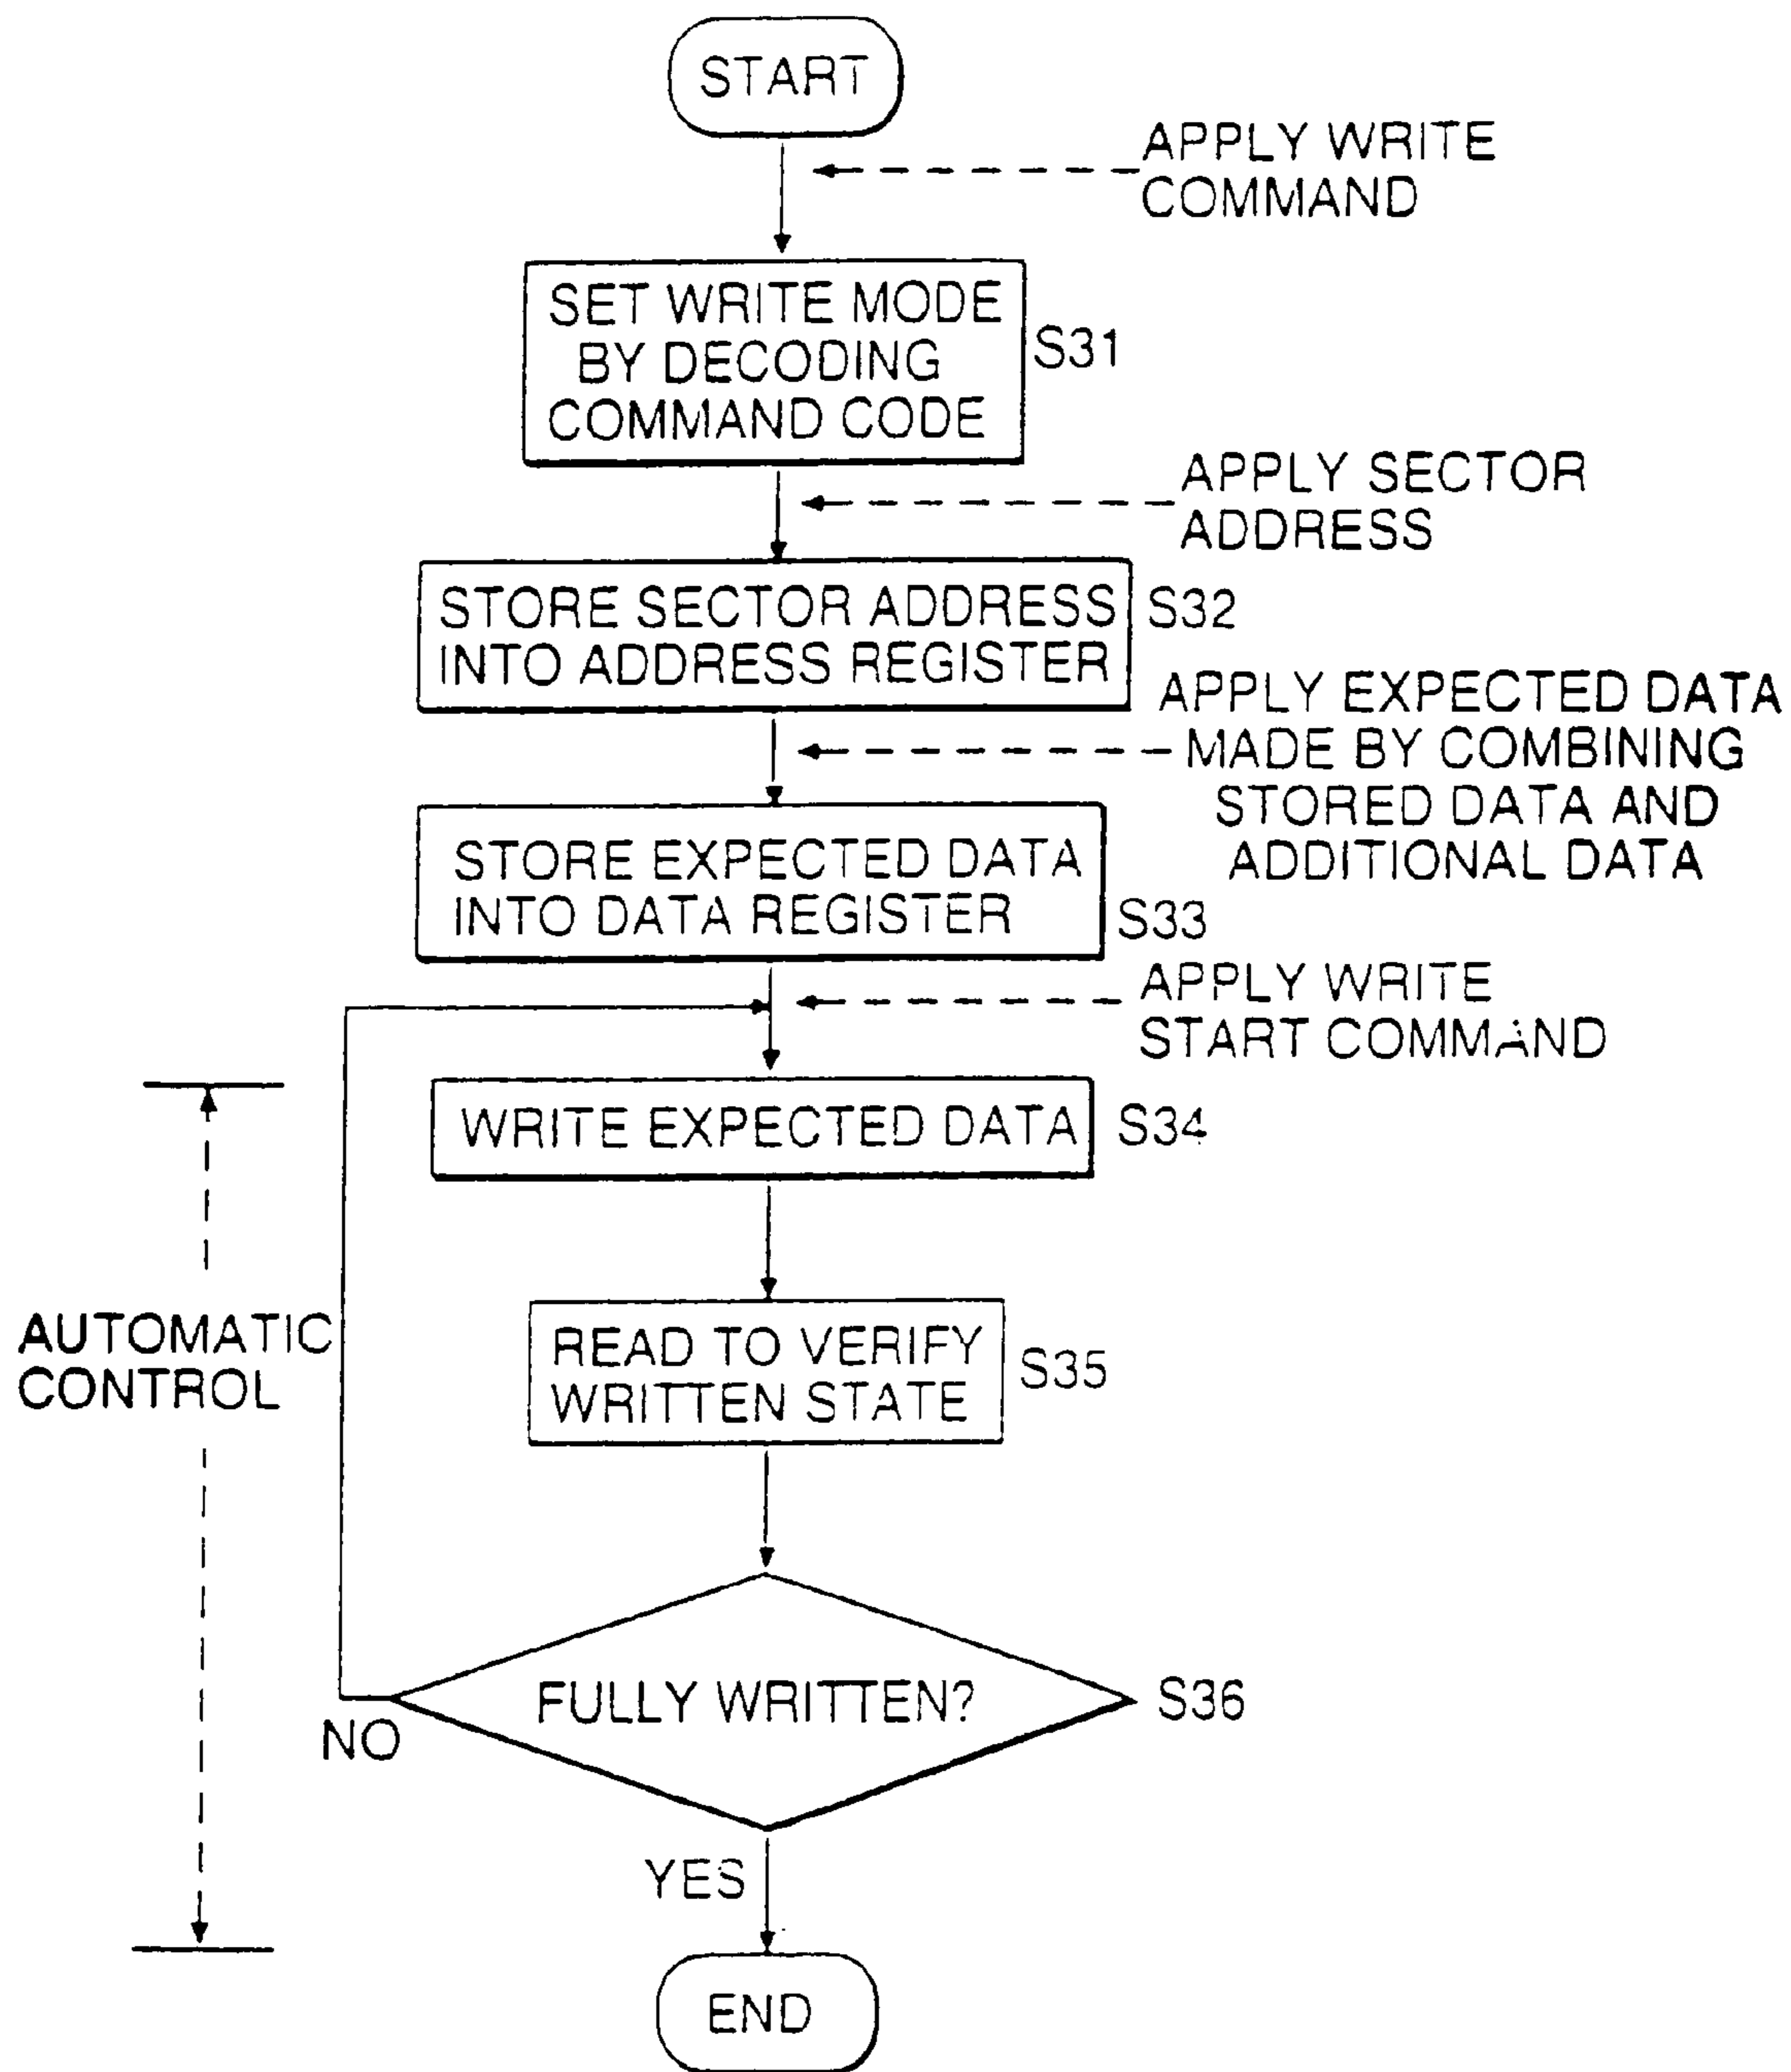 START
APPLY WRITE
COMMAND
SET WRITE MODE
BY DECODING
COMMAND CODE
S31
APPLY SECTOR
ADDRESS
STORE SECTOR ADDRESS
INTO ADDRESS REGISTER
S32
APPLY EXPECTED DATA
MADE BY COMBINING
STORED DATA AND
ADDITIONAL DATA
STORE EXPECTED DATA
INTO DATA REGISTER
S33
APPLY WRITE
START COMMAND
WRITE EXPECTED DATA
S34
AUTOMATIC
CONTROL
READ TO VERIFY
WRITTEN STATE
S35
FULLY WRITTEN?
S36
NO
YES
END